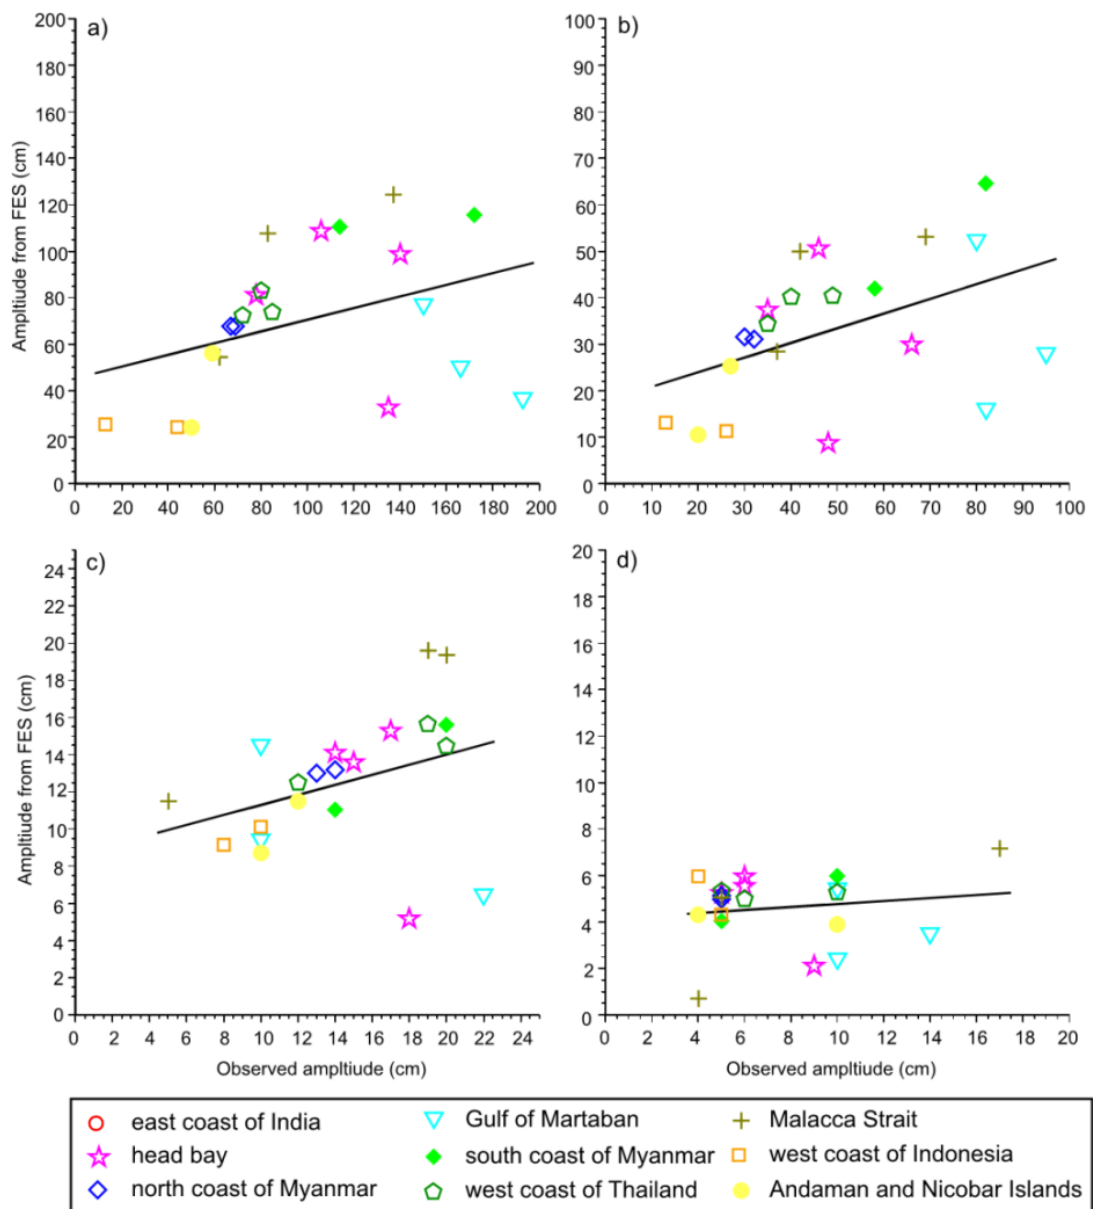 a)
200
180
160
140
120
100
80
60
40
20
0
Ampltiude from FES (cm)
0 20 40 60 80 100 120 140 160 180 200
b)
100
90
80
70
60
50
40
30
20
10
0
10 20 30 40 50 60 70 80 90 100
c)
24
22
20
18
16
14
12
10
8
6
4
2
0
Ampltiude from FES (cm)
0 2 4 6 8 10 12 14 16 18 20 22 24
Observed ampltiude (cm)
d)
20
18
16
14
12
10
8
6
4
2
0
0 2 4 6 8 10 12 14 16 18 20
Observed ampltiude (cm)
east coast of India
Gulf of Martaban
Malacca Strait
head bay
south coast of Myanmar
west coast of Indonesia
north coast of Myanmar
west coast of Thailand
Andaman and Nicobar Islands